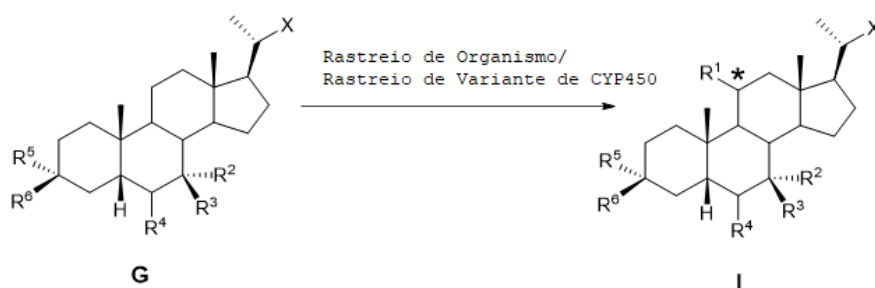 X
Rastreio de Organismo/
Rastreio de Variante de CYP450
R⁵
R⁶
H
R⁴
R²
R³
G
X
R¹
*
R⁵
R⁶
H
R⁴
R²
R³
I